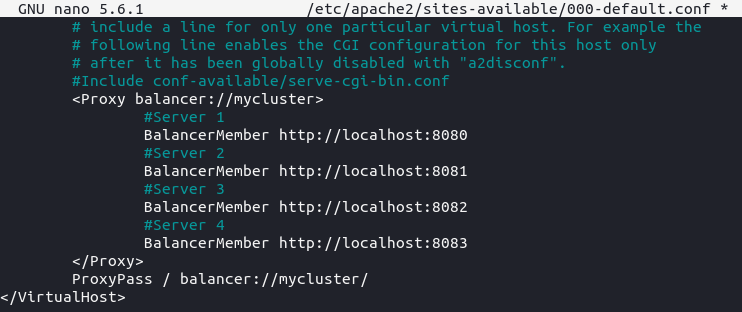 GNU nano 5.6.1 /etc/apache2/sites-available/000-default.conf *
# include a line for only one particular virtual host. For example the
# following line enables the CGI configuration for this host only
# after it has been globally disabled with "a2disconf".
#Include conf-available/serve-cgi-bin.conf
<Proxy balancer://mycluster>
#Server 1
BalancerMember http://localhost:8080
#Server 2
BalancerMember http://localhost:8081
#Server 3
BalancerMember http://localhost:8082
#Server 4
BalancerMember http://localhost:8083
</Proxy>
ProxyPass / balancer://mycluster/
</VirtualHost>